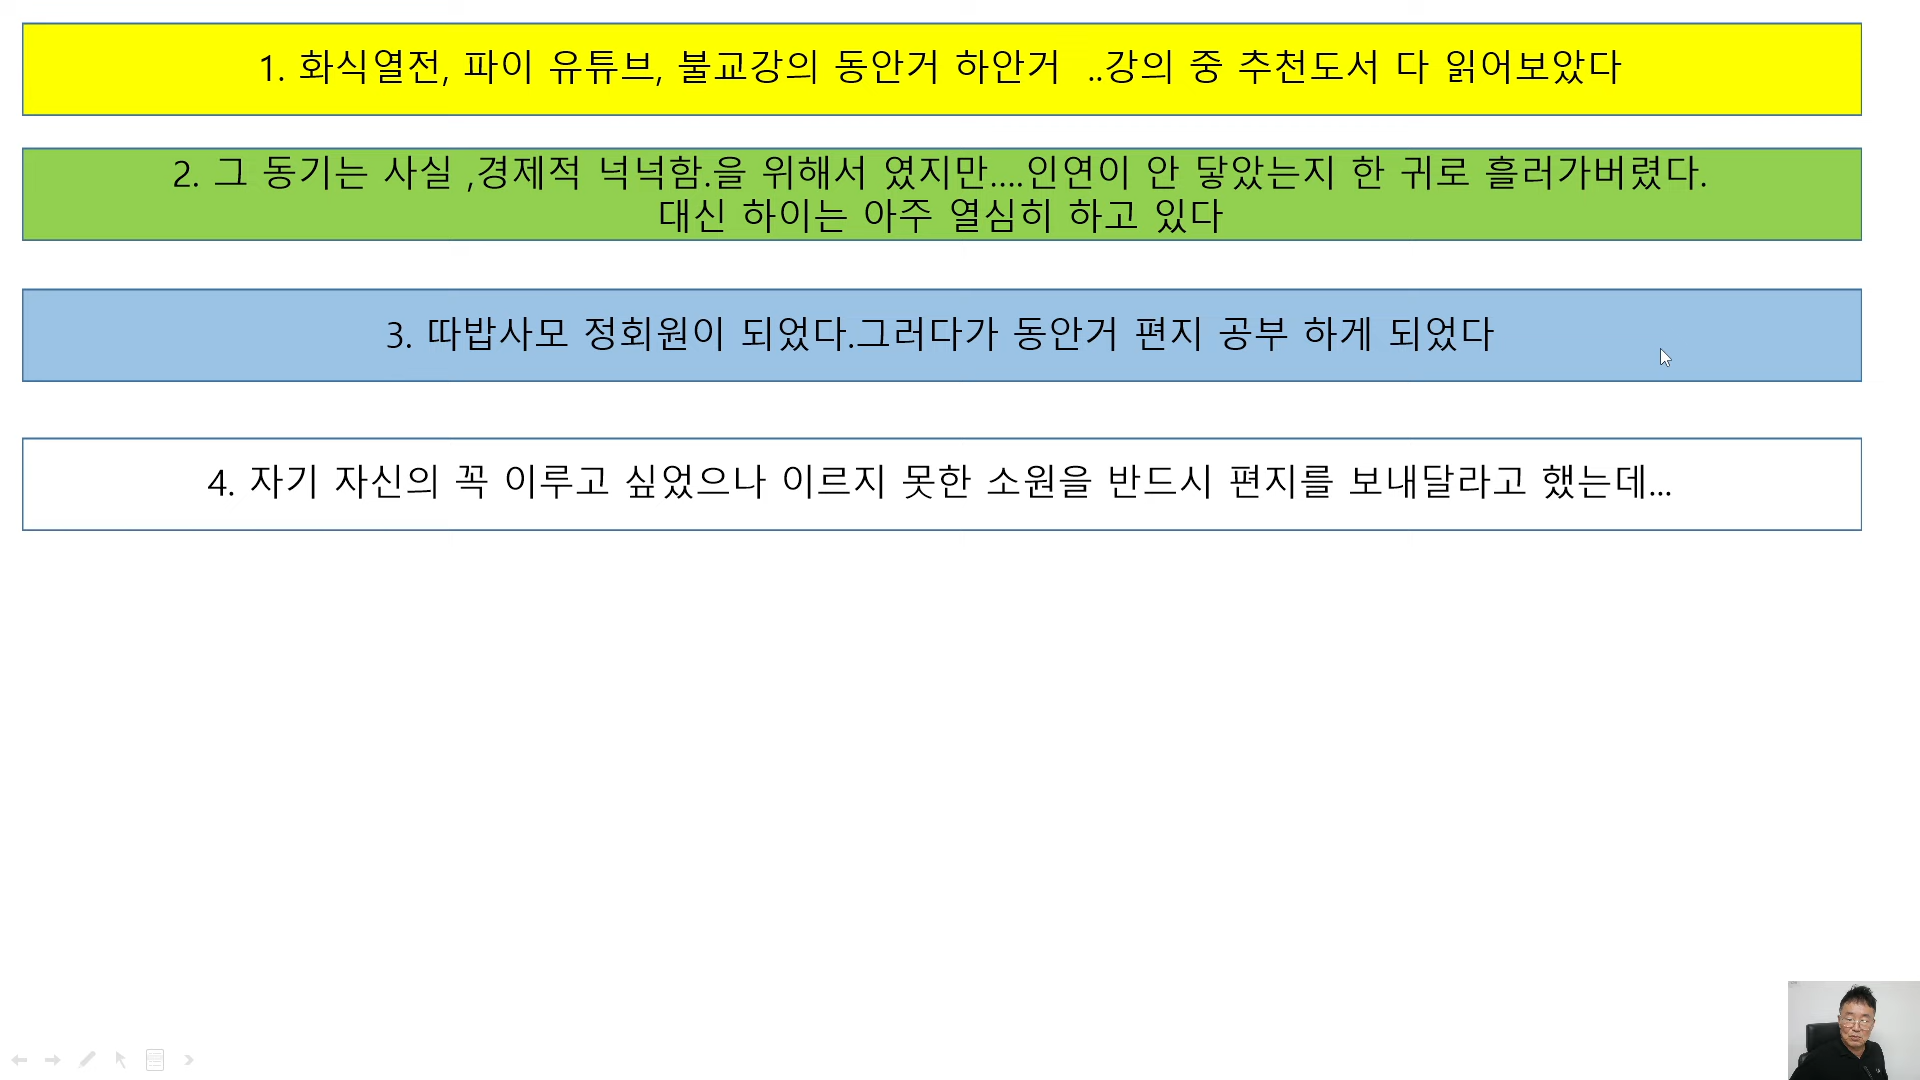 1. 화식열전, 파이 유튜브, 불교강의 동안거 하안거 ..강의 중 추천도서 다 읽어보았다
2. 그 동기는 사실 ,경제적 넉넉함.을 위해서 였지만....인연이 안 닿았는지 한 귀로 흘러가버렸다.
대신 하이는 아주 열심히 하고 있다
3. 따밥사모 정회원이 되었다.그러다가 동안거 편지 공부 하게 되었다
4. 자기 자신의 꼭 이루고 싶었으나 이르지 못한 소원을 반드시 편지를 보내달라고 했는데...